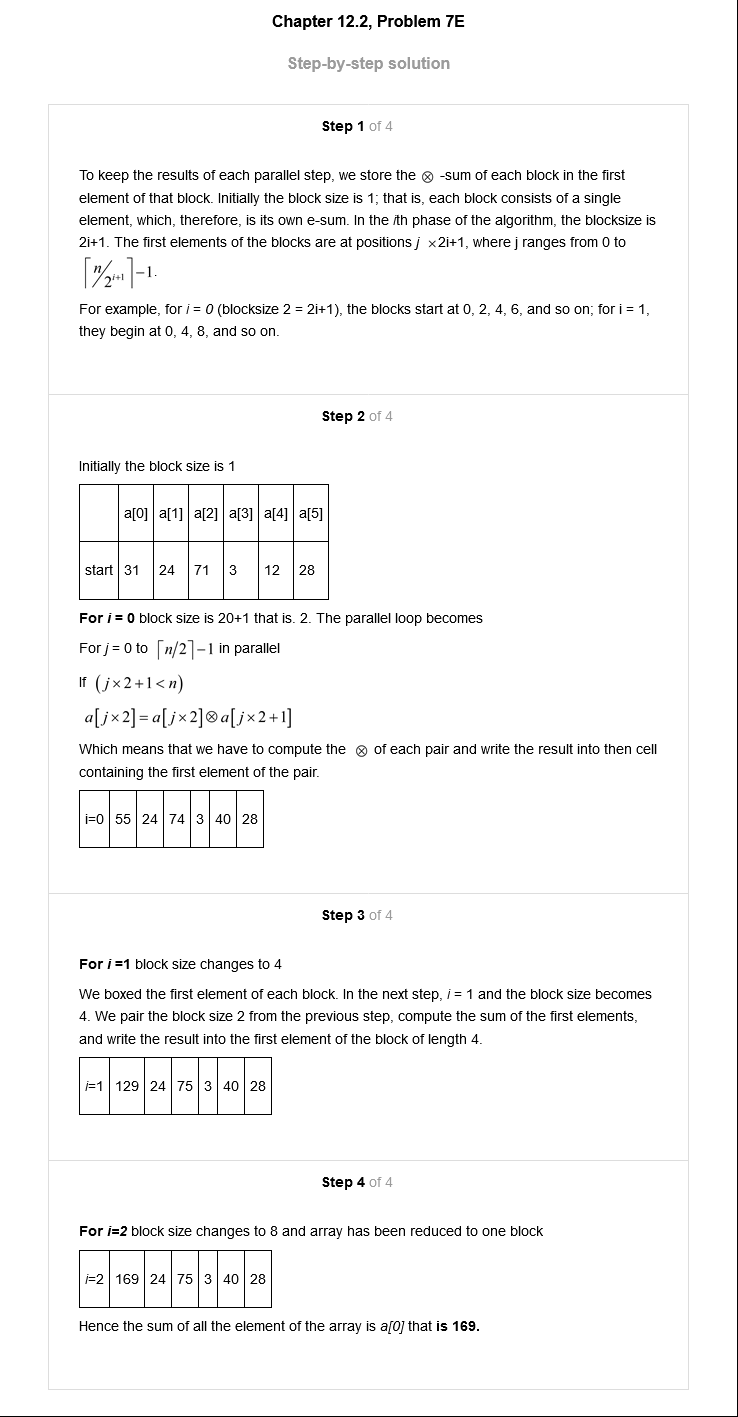 Chapter 12.2, Problem 7E
Step-by-step solution
Step 1 of 4
To keep the results of each parallel step, we store the ⊗ -sum of each block in the first
element of that block. Initially the block size is 1; that is, each block consists of a single
element, which, therefore, is its own e-sum. In the ith phase of the algorithm, the blocksize is
2i+1. The first elements of the blocks are at positions j ×2i+1, where j ranges from 0 to
⌈n/2^{i+1}⌉−1.
For example, for i = 0 (blocksize 2 = 2i+1), the blocks start at 0, 2, 4, 6, and so on; for i = 1,
they begin at 0, 4, 8, and so on.
Step 2 of 4
Initially the block size is 1
a[0] a[1] a[2] a[3] a[4] a[5]
start 31 24 71 3 12 28
For i = 0 block size is 20+1 that is. 2. The parallel loop becomes
For j = 0 to ⌈n/2⌉−1 in parallel
If (j×2+1<n)
a[j×2]=a[j×2]⊗a[j×2+1]
Which means that we have to compute the ⊗ of each pair and write the result into then cell
containing the first element of the pair.
i=0 55 24 74 3 40 28
Step 3 of 4
For i =1 block size changes to 4
We boxed the first element of each block. In the next step, i = 1 and the block size becomes
4. We pair the block size 2 from the previous step, compute the sum of the first elements,
and write the result into the first element of the block of length 4.
i=1 129 24 75 3 40 28
Step 4 of 4
For i=2 block size changes to 8 and array has been reduced to one block
i=2 169 24 75 3 40 28
Hence the sum of all the element of the array is a[0] that is 169.